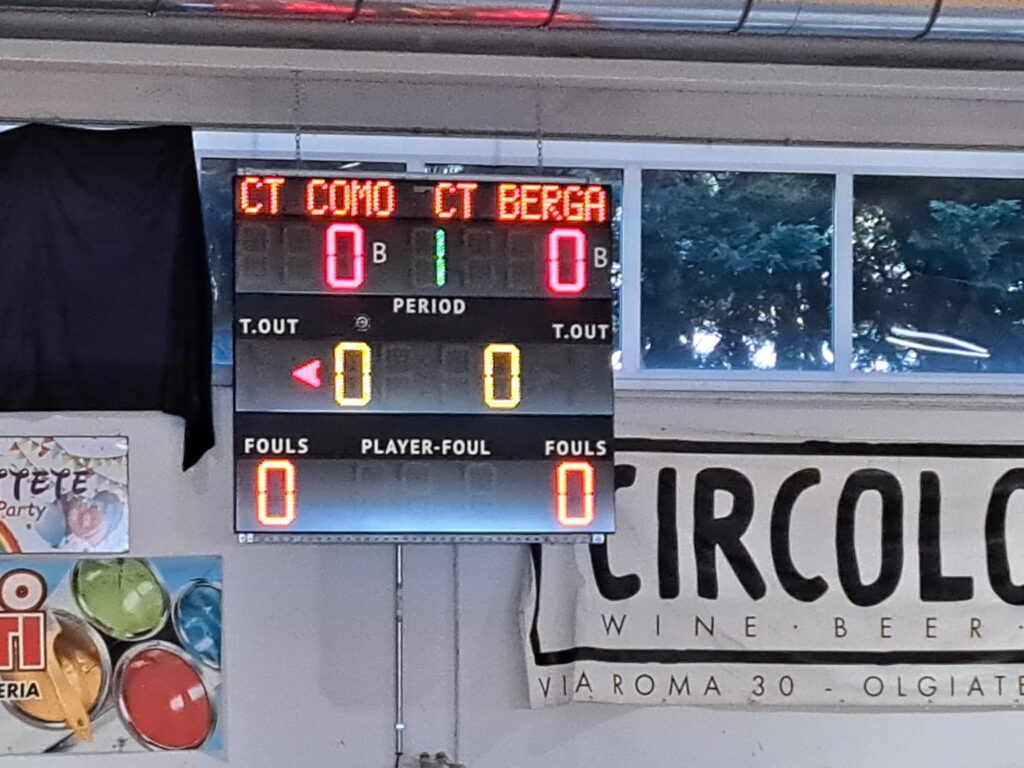 CT COMO CT BERGA
0 B 1 0 B
PERIOD
T.OUT T.OUT
0 0
FOULS PLAYER-FOUL FOULS
0 0
Party
CIRCOLO
WINE · BEER ·
VIA ROMA 30 - OLGIATE